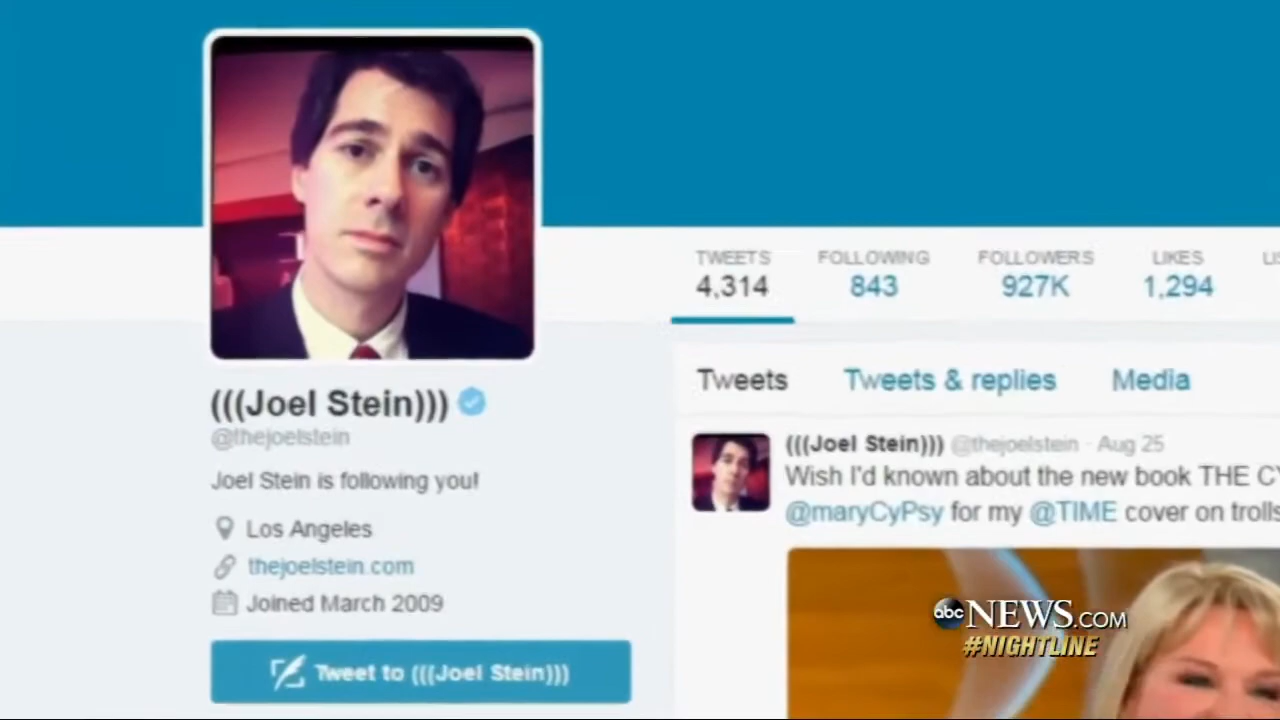 TWEETS FOLLOWING FOLLOWERS LIKES
4,314 843 927K 1,294
Tweets Tweets & replies Media
(((Joel Stein)))
@thejoelstein
Joel Stein is following you!
Los Angeles
thejoelstein.com
Joined March 2009
Tweet to (((Joel Stein)))
(((Joel Stein))) @thejoelstein · Aug 25
Wish I'd known about the new book THE
@maryCyPsy for my @TIME cover on trolls
abc NEWS.COM
#NIGHTLINE